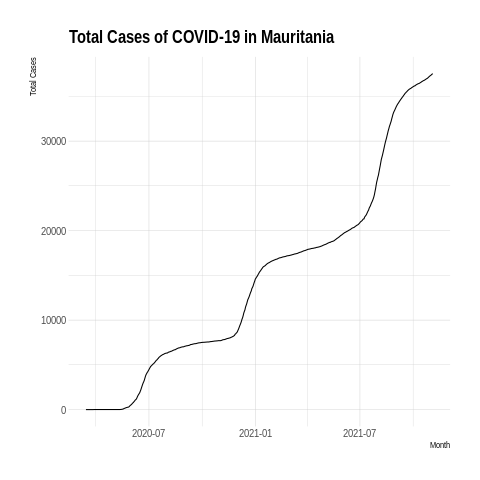 Total Cases of COVID-19 in Mauritania
Total Cases
30000
20000
10000
0
2020-07 2021-01 2021-07
Month